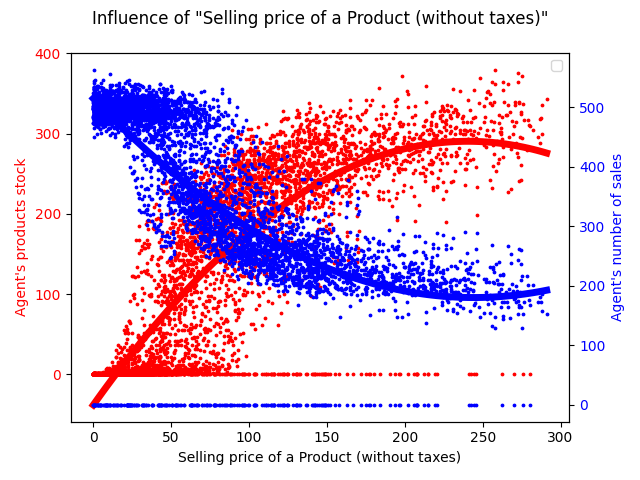 Influence of "Selling price of a Product (without taxes)"
400
300
200
100
0
Agent's products stock
500
400
300
200
100
0
Agent's number of sales
0 50 100 150 200 250 300
Selling price of a Product (without taxes)